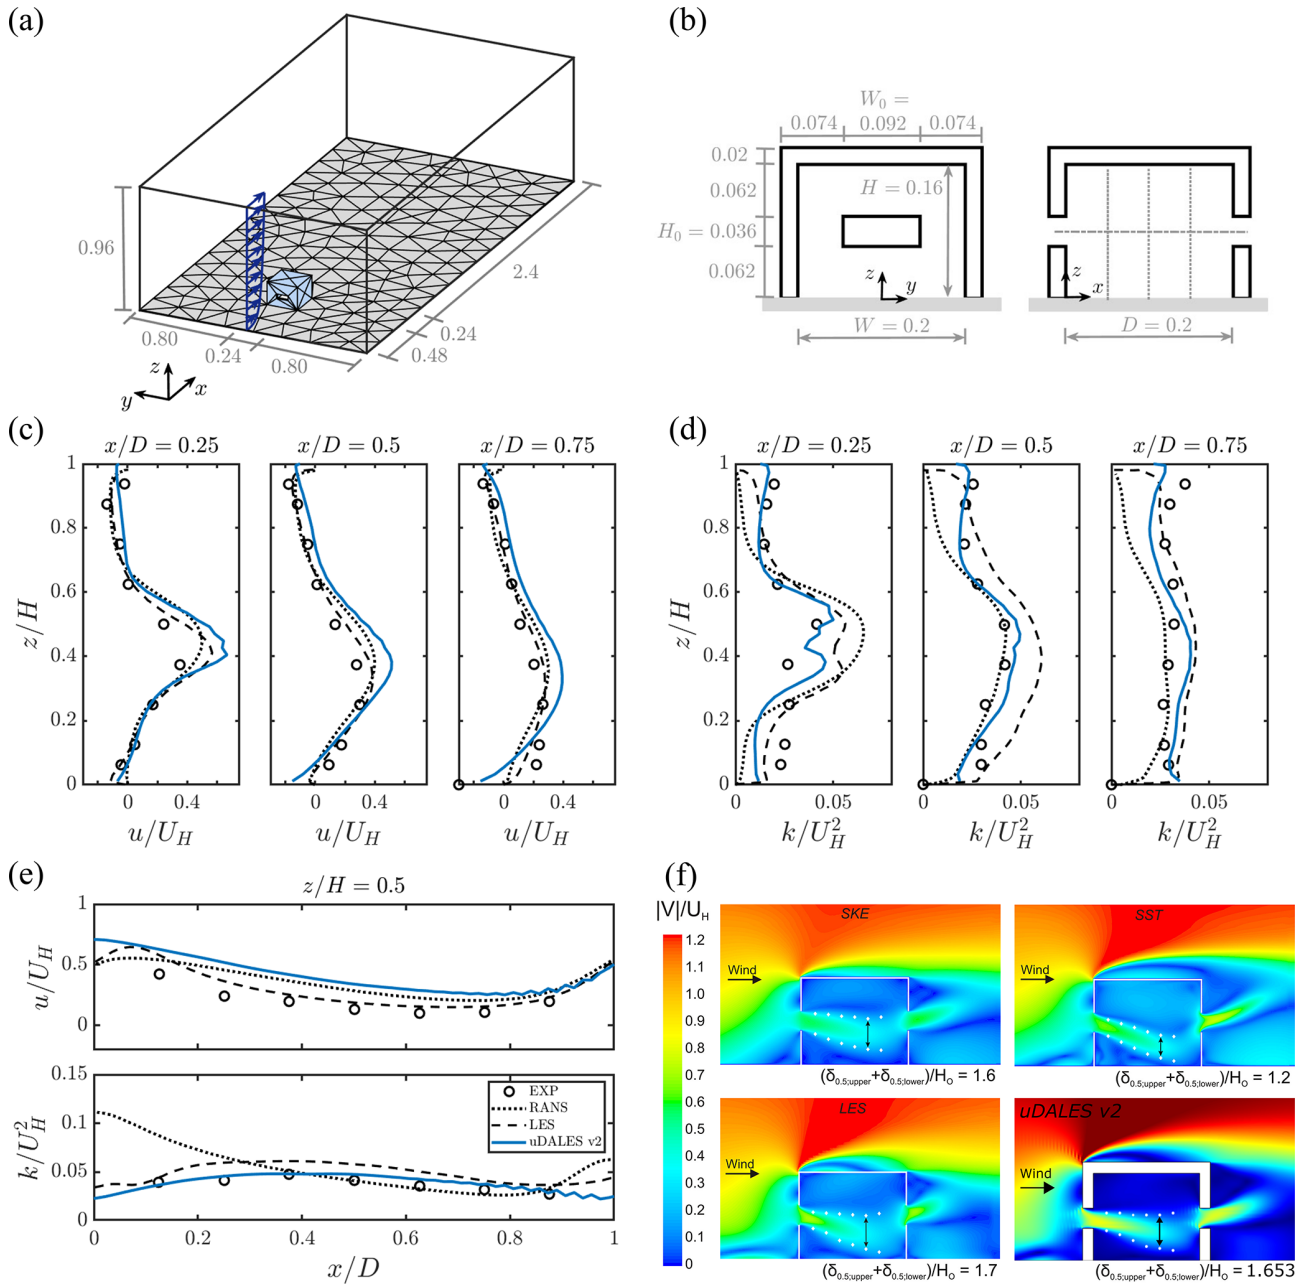 (a)
0.96
0.80
0.24
0.80
0.48
0.24
2.4
z
y
x
(b)
W₀ =
0.074 0.092 0.074
0.02
0.062
H = 0.16
H₀ = 0.036
0.062
z
y
W = 0.2
z
x
D = 0.2
(c)
x/D = 0.25 x/D = 0.5 x/D = 0.75
1
0.8
0.6
z/H
0.4
0.2
0
0 0.4 0 0.4 0 0.4
u/U_H u/U_H u/U_H
(d)
x/D = 0.25 x/D = 0.5 x/D = 0.75
1
0.8
0.6
z/H
0.4
0.2
0
0 0.05 0 0.05 0 0.05
k/U_H² k/U_H² k/U_H²
(e)
z/H = 0.5
1
u/U_H
0.5
0
0.15
k/U_H²
0.1
0.05
0
EXP
RANS
LES
uDALES v2
0 0.2 0.4 0.6 0.8 1
x/D
(f)
|V|/U_H
1.2
1.1
1.0
0.9
0.8
0.7
0.6
0.5
0.4
0.3
0.2
0.1
0
SKE
Wind
(δ0.5;upper+δ0.5;lower)/H_O = 1.6
SST
Wind
(δ0.5;upper+δ0.5;lower)/H_O = 1.2
LES
Wind
(δ0.5;upper+δ0.5;lower)/H_O = 1.7
uDALES v2
Wind
(δ0.5;upper+δ0.5;lower)/H_O = 1.653